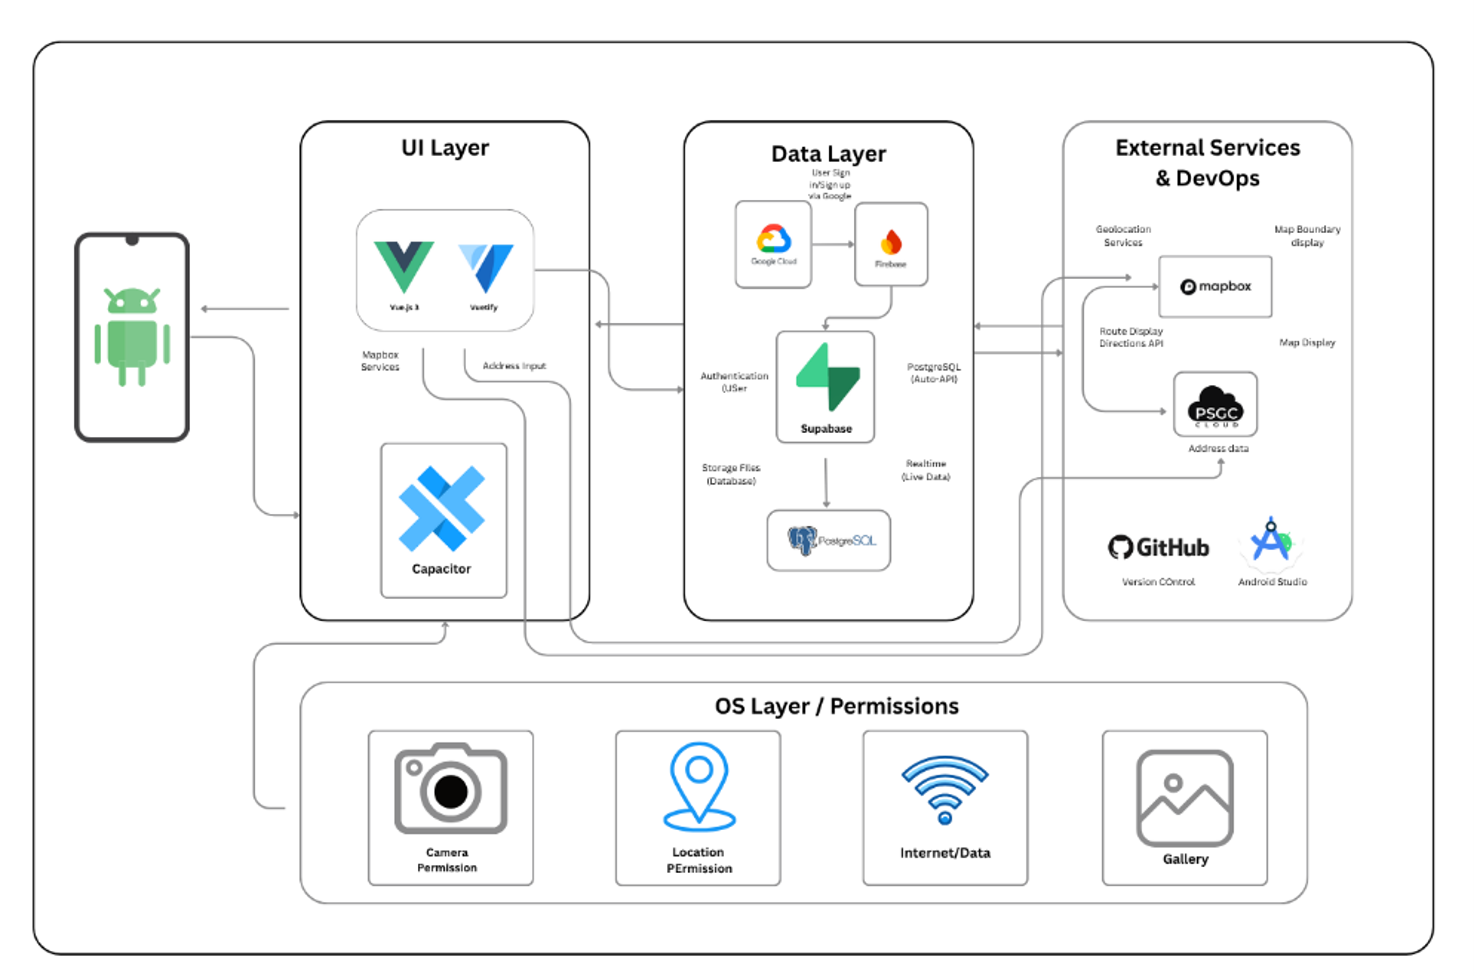 UI Layer
Vue.js 3
Vuetify
Mapbox
Services
Address Input
Capacitor
Data Layer
User Sign
in/Sign up
via Google
Google Cloud
Firebase
Authentication
(USer
PostgreSQL
(Auto-API)
Supabase
Storage Files
(Database)
Realtime
(Live Data)
PostgreSQL
External Services
& DevOps
Geolocation
Services
Map Boundary
display
mapbox
Route Display
Directions API
Map Display
PSGC
CLOUD
Address data
GitHub
Version COntrol
Android Studio
OS Layer / Permissions
Camera
Permission
Location
PErmission
Internet/Data
Gallery